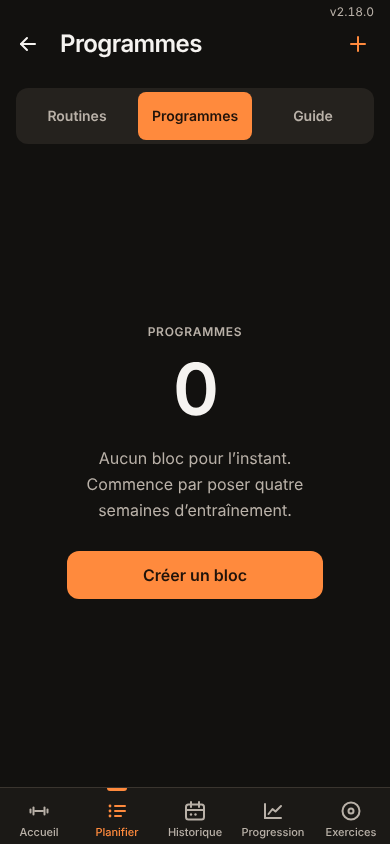 v2.18.0
Programmes
Routines
Programmes
Guide
PROGRAMMES
0
Aucun bloc pour l’instant.
Commence par poser quatre
semaines d’entraînement.
Créer un bloc
Accueil
Planifier
Historique
Progression
Exercices